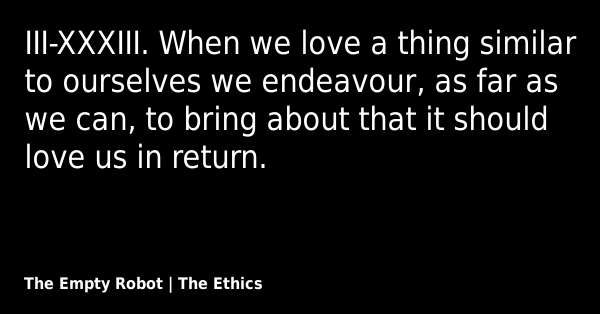 III-XXXIII. When we love a thing similar
to ourselves we endeavour, as far as
we can, to bring about that it should
love us in return.
The Empty Robot | The Ethics